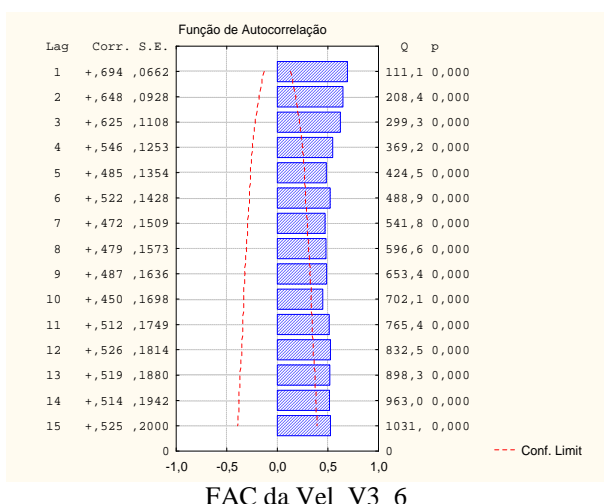 Função de Autocorrelação
Lag Corr. S.E. Q p
1 +,694 ,0662 111,1 0,000
2 +,648 ,0928 208,4 0,000
3 +,625 ,1108 299,3 0,000
4 +,546 ,1253 369,2 0,000
5 +,485 ,1354 424,5 0,000
6 +,522 ,1428 488,9 0,000
7 +,472 ,1509 541,8 0,000
8 +,479 ,1573 596,6 0,000
9 +,487 ,1636 653,4 0,000
10 +,450 ,1698 702,1 0,000
11 +,512 ,1749 765,4 0,000
12 +,526 ,1814 832,5 0,000
13 +,519 ,1880 898,3 0,000
14 +,514 ,1942 963,0 0,000
15 +,525 ,2000 1031, 0,000
0 0
-1,0 -0,5 0,0 0,5 1,0
Conf. Limit
FAC da Vel_V3_6